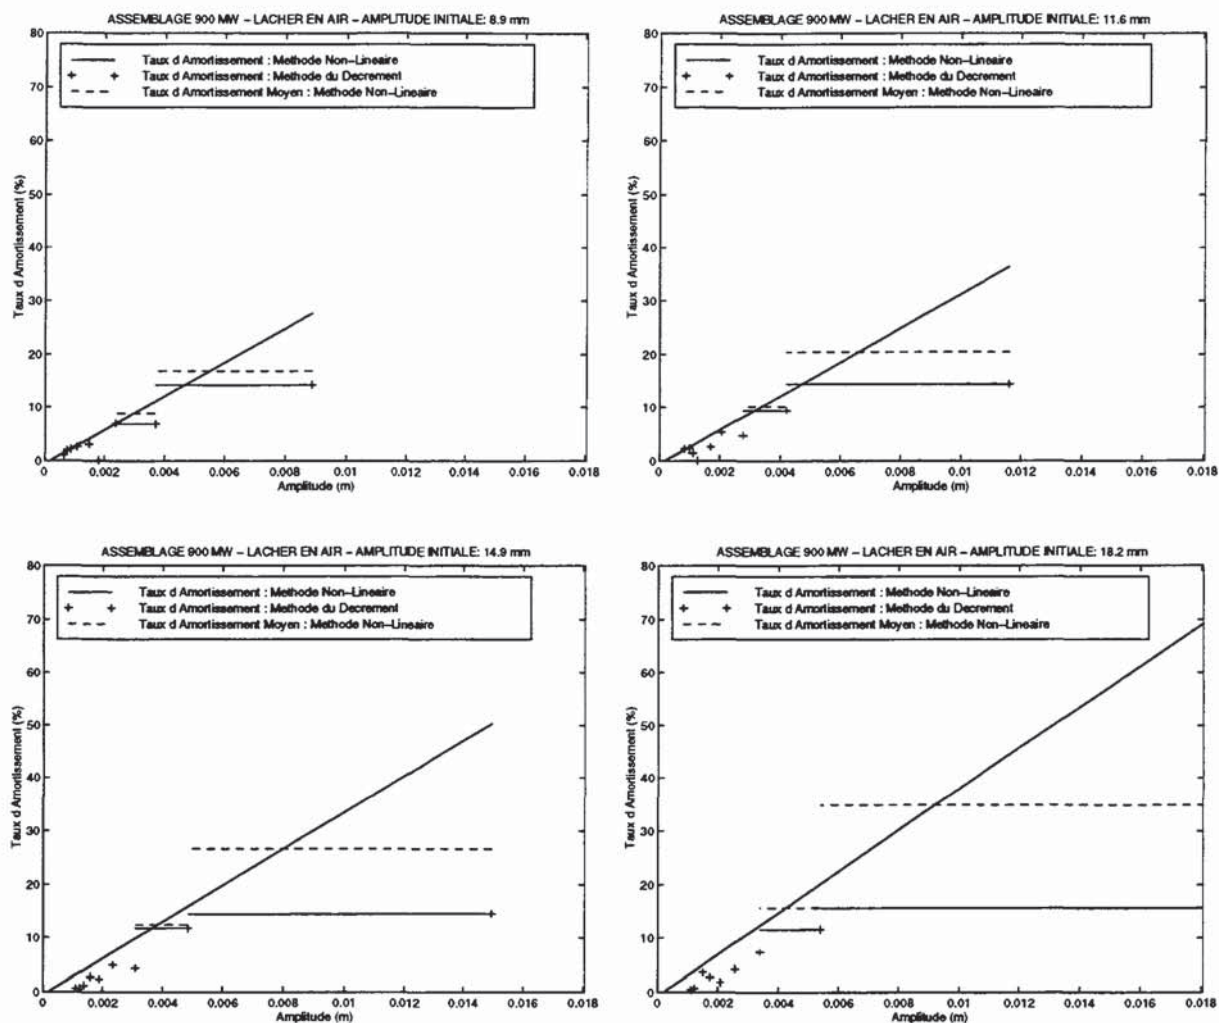 ASSEMBLAGE 900 MW – LACHER EN AIR – AMPLITUDE INITIALE: 8.9 mm
80
70
60
50
40
30
20
10
0
Taux d Amortissement (%)
Taux d Amortissement : Methode Non–Lineaire
Taux d Amortissement : Methode du Decrement
Taux d Amortissement Moyen : Methode Non–Lineaire
0 0.002 0.004 0.006 0.008 0.01 0.012 0.014 0.016 0.018
Amplitude (m)
ASSEMBLAGE 900 MW – LACHER EN AIR – AMPLITUDE INITIALE: 11.6 mm
80
70
60
50
40
30
20
10
0
Taux d Amortissement (%)
Taux d Amortissement : Methode Non–Lineaire
Taux d Amortissement : Methode du Decrement
Taux d Amortissement Moyen : Methode Non–Lineaire
0 0.002 0.004 0.006 0.008 0.01 0.012 0.014 0.016 0.018
Amplitude (m)
ASSEMBLAGE 900 MW – LACHER EN AIR – AMPLITUDE INITIALE: 14.9 mm
80
70
60
50
40
30
20
10
0
Taux d Amortissement (%)
Taux d Amortissement : Methode Non–Lineaire
Taux d Amortissement : Methode du Decrement
Taux d Amortissement Moyen : Methode Non–Lineaire
0 0.002 0.004 0.006 0.008 0.01 0.012 0.014 0.016 0.018
Amplitude (m)
ASSEMBLAGE 900 MW – LACHER EN AIR – AMPLITUDE INITIALE: 18.2 mm
80
70
60
50
40
30
20
10
0
Taux d Amortissement (%)
Taux d Amortissement : Methode Non–Lineaire
Taux d Amortissement : Methode du Decrement
Taux d Amortissement Moyen : Methode Non–Lineaire
0 0.002 0.004 0.006 0.008 0.01 0.012 0.014 0.016 0.018
Amplitude (m)